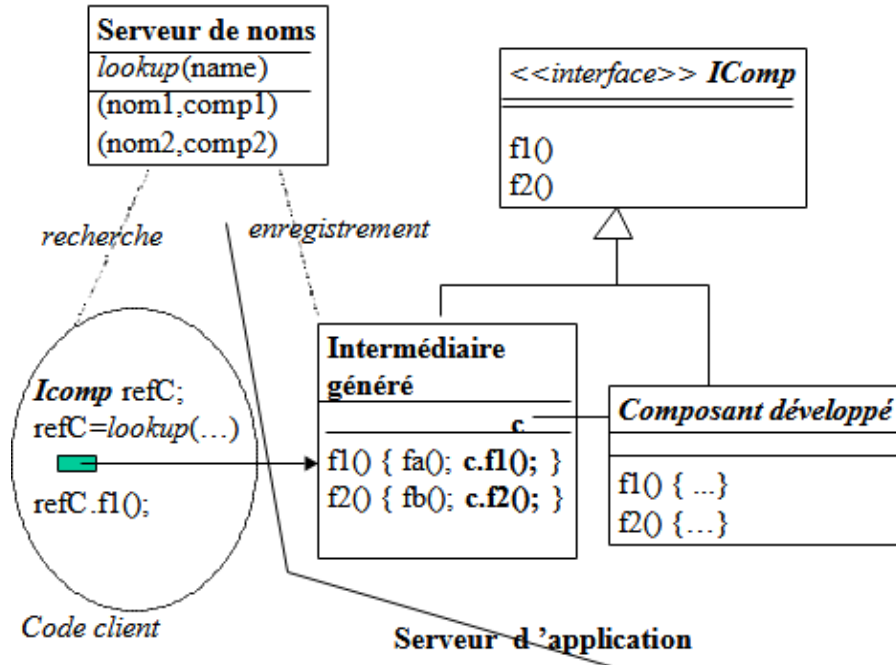 Serveur de noms
lookup(name)
(nom1,comp1)
(nom2,comp2)
<<interface>> IComp
f1()
f2()
recherche
enregistrement
Icomp refC;
refC=lookup(…)
refC.f1();
Code client
Intermédiaire
généré
c
f1() { fa(); c.f1(); }
f2() { fb(); c.f2(); }
Composant développé
f1() { ...}
f2() {…}
Serveur d ’application